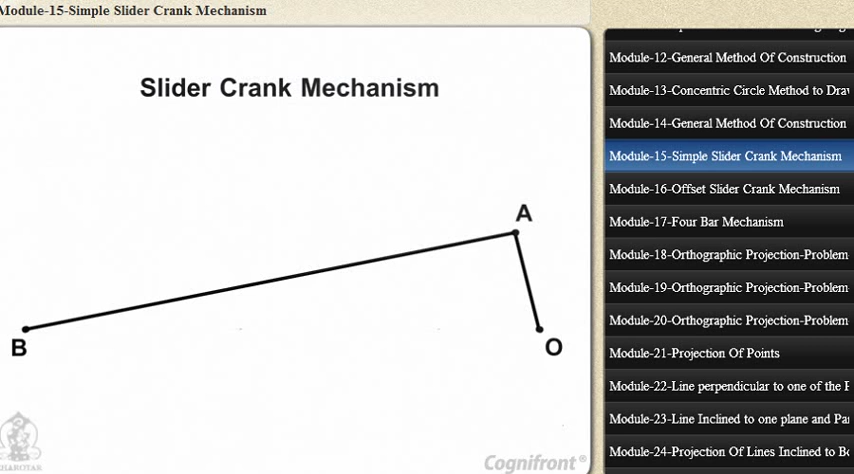 Module-15-Simple Slider Crank Mechanism
Slider Crank Mechanism
A
B
O
Cognifront®
Module-12-General Method Of Construction
Module-13-Concentric Circle Method to Dra
Module-14-General Method Of Construction
Module-15-Simple Slider Crank Mechanism
Module-16-Offset Slider Crank Mechanism
Module-17-Four Bar Mechanism
Module-18-Orthographic Projection-Problem
Module-19-Orthographic Projection-Problem
Module-20-Orthographic Projection-Problem
Module-21-Projection Of Points
Module-22-Line perpendicular to one of the
Module-23-Line Inclined to one plane and
Module-24-Projection Of Lines Inclined to